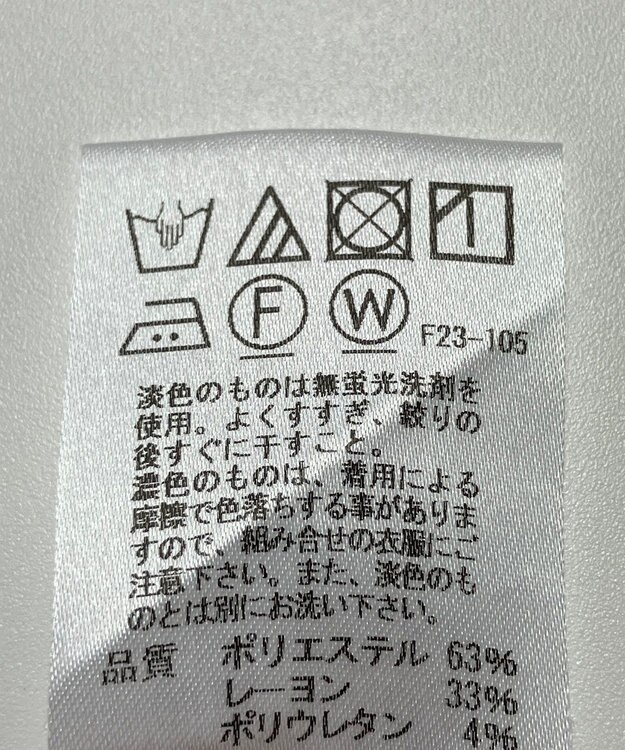 F W F23-105
淡色のものは無蛍光洗剤を
使用。よくすすぎ、絞りの
後すぐに干すこと。
濃色のものは、着用による
摩擦で色落ちする事がありま
すので、組み合せの衣服にご
注意下さい。また、淡色のも
のとは別にお洗い下さい。
品質 ポリエステル 63%
レーヨン 33%
ポリウレタン 4%